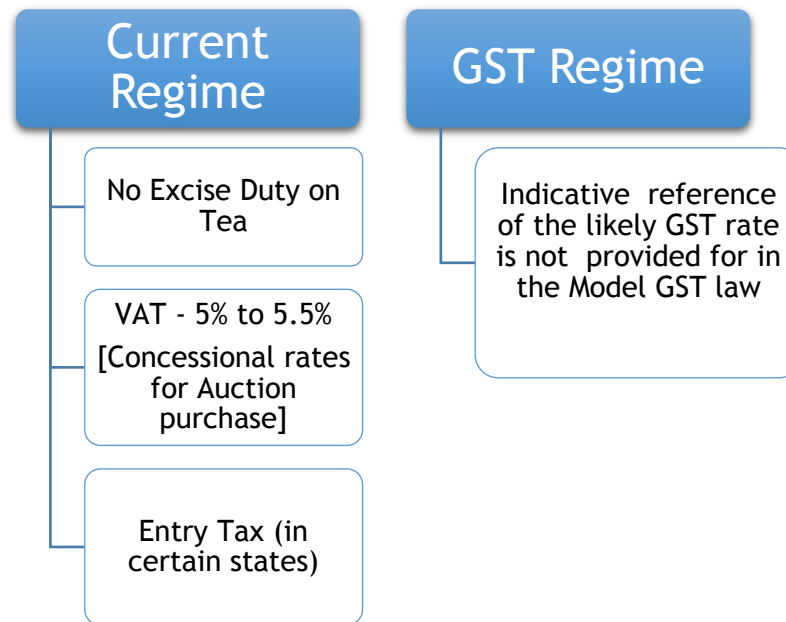 Current
Regime
No Excise Duty on
Tea
VAT - 5% to 5.5%
[Concessional rates
for Auction
purchase]
Entry Tax (in
certain states)
GST Regime
Indicative reference
of the likely GST rate
is not provided for in
the Model GST law